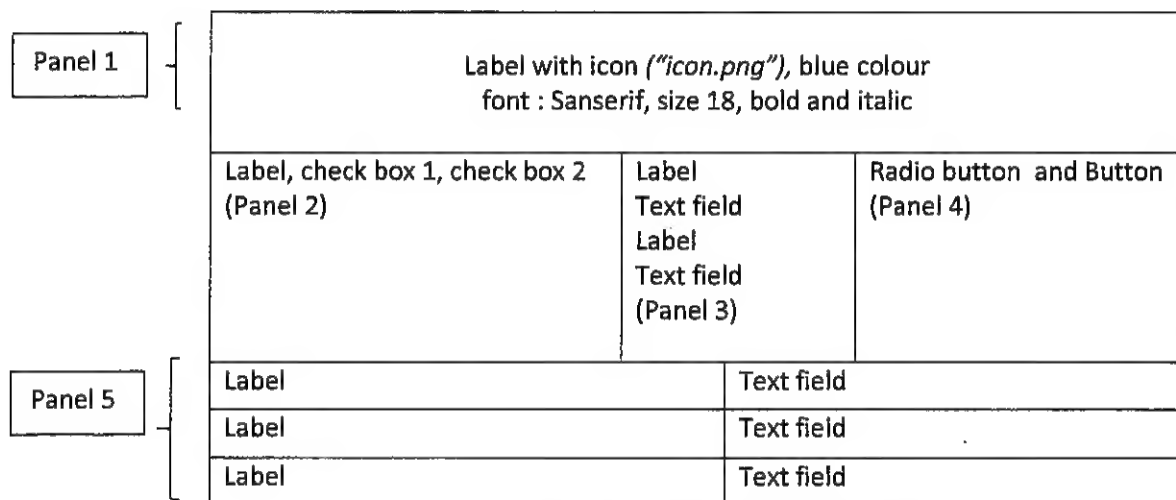 Panel 1
Label with icon ("icon.png"), blue colour
font : Sanserif, size 18, bold and italic
Label, check box 1, check box 2
(Panel 2)
Label
Text field
Label
Text field
(Panel 3)
Radio button and Button
(Panel 4)
Panel 5
Label
Text field
Label
Text field
Label
Text field